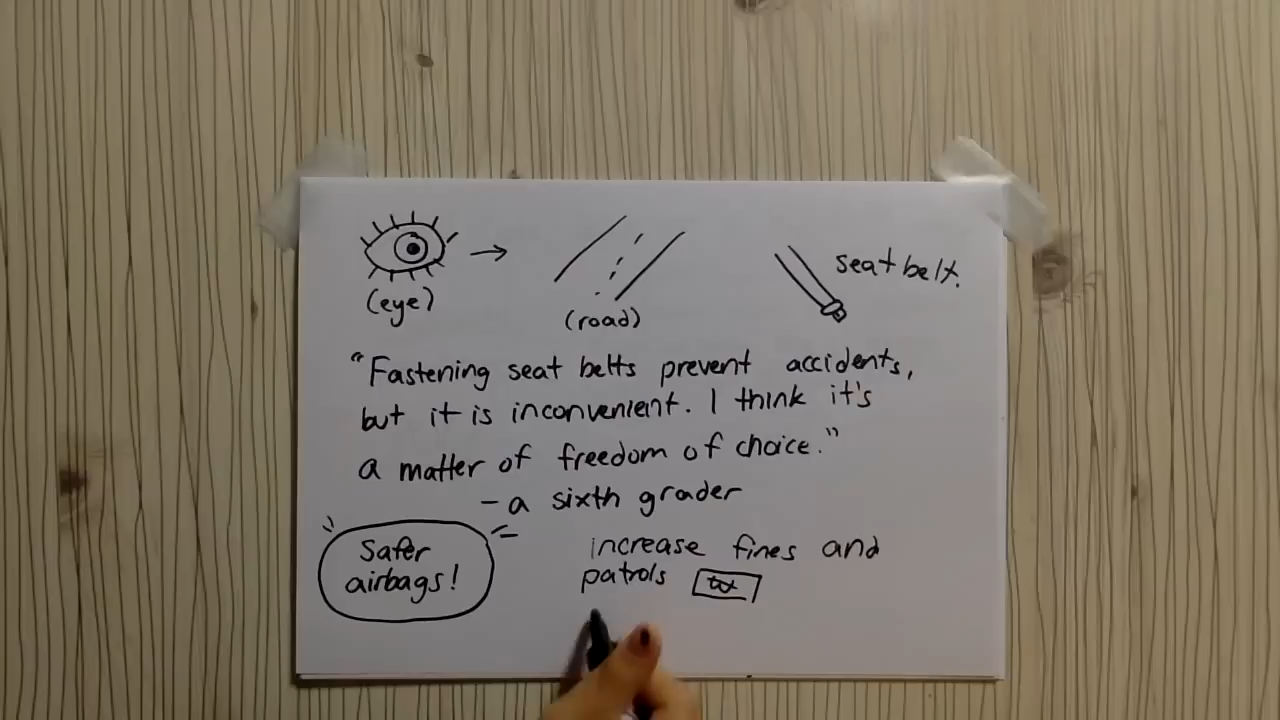 (eye)
(road)
seat belt.
"Fastening seat belts prevent accidents,
but it is inconvenient. I think it's
a matter of freedom of choice."
- a sixth grader
Safer
airbags!
increase fines and
patrols